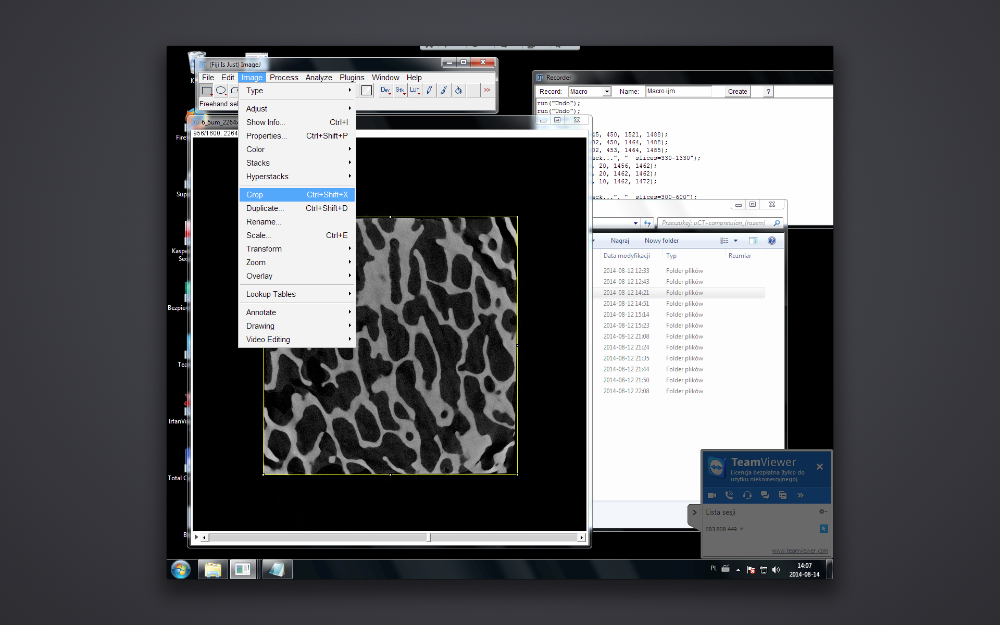 (Fiji Is Just) ImageJ
File Edit Image Process Analyze Plugins Window Help
Dev Stk LUT >>
Freehand sel
Type
Adjust
Show Info... Ctrl+I
Properties... Ctrl+Shift+P
Color
Stacks
Hyperstacks
Crop Ctrl+Shift+X
Duplicate... Ctrl+Shift+D
Rename...
Scale... Ctrl+E
Transform
Zoom
Overlay
Lookup Tables
Annotate
Drawing
Video Editing
6_5um_2264x
956/1600; 2264
Recorder
Record: Macro Name: Macro.ijm Create ?
run("Undo");
run("Undo");
45, 450, 1521, 1488);
02, 450, 1464, 1488);
02, 453, 1464, 1485);
ack...", " slices=330-1330");
, 20, 1456, 1462);
, 20, 1462, 1462);
, 10, 1462, 1472);
ack...", " slices=300-600");
Przeszukaj: uCT+compression_(razem)
Nagraj Nowy folder
Data modyfikacji Typ Rozmiar
2014-08-12 12:33 Folder plików
2014-08-12 12:43 Folder plików
2014-08-12 14:21 Folder plików
2014-08-12 14:51 Folder plików
2014-08-12 15:14 Folder plików
2014-08-12 15:23 Folder plików
2014-08-12 21:08 Folder plików
2014-08-12 21:24 Folder plików
2014-08-12 21:35 Folder plików
2014-08-12 21:44 Folder plików
2014-08-12 21:50 Folder plików
2014-08-12 22:08 Folder plików
K
Fire
Sup
Kaspe
Sec
Bezpie
Tea
IrfanVi
Total C
B
TeamViewer
Licencja bezpłatna (tylko do
użytku niekomercyjnego)
Lista sesji
683 808 449
www.teamviewer.com
PL
14:07
2014-08-14